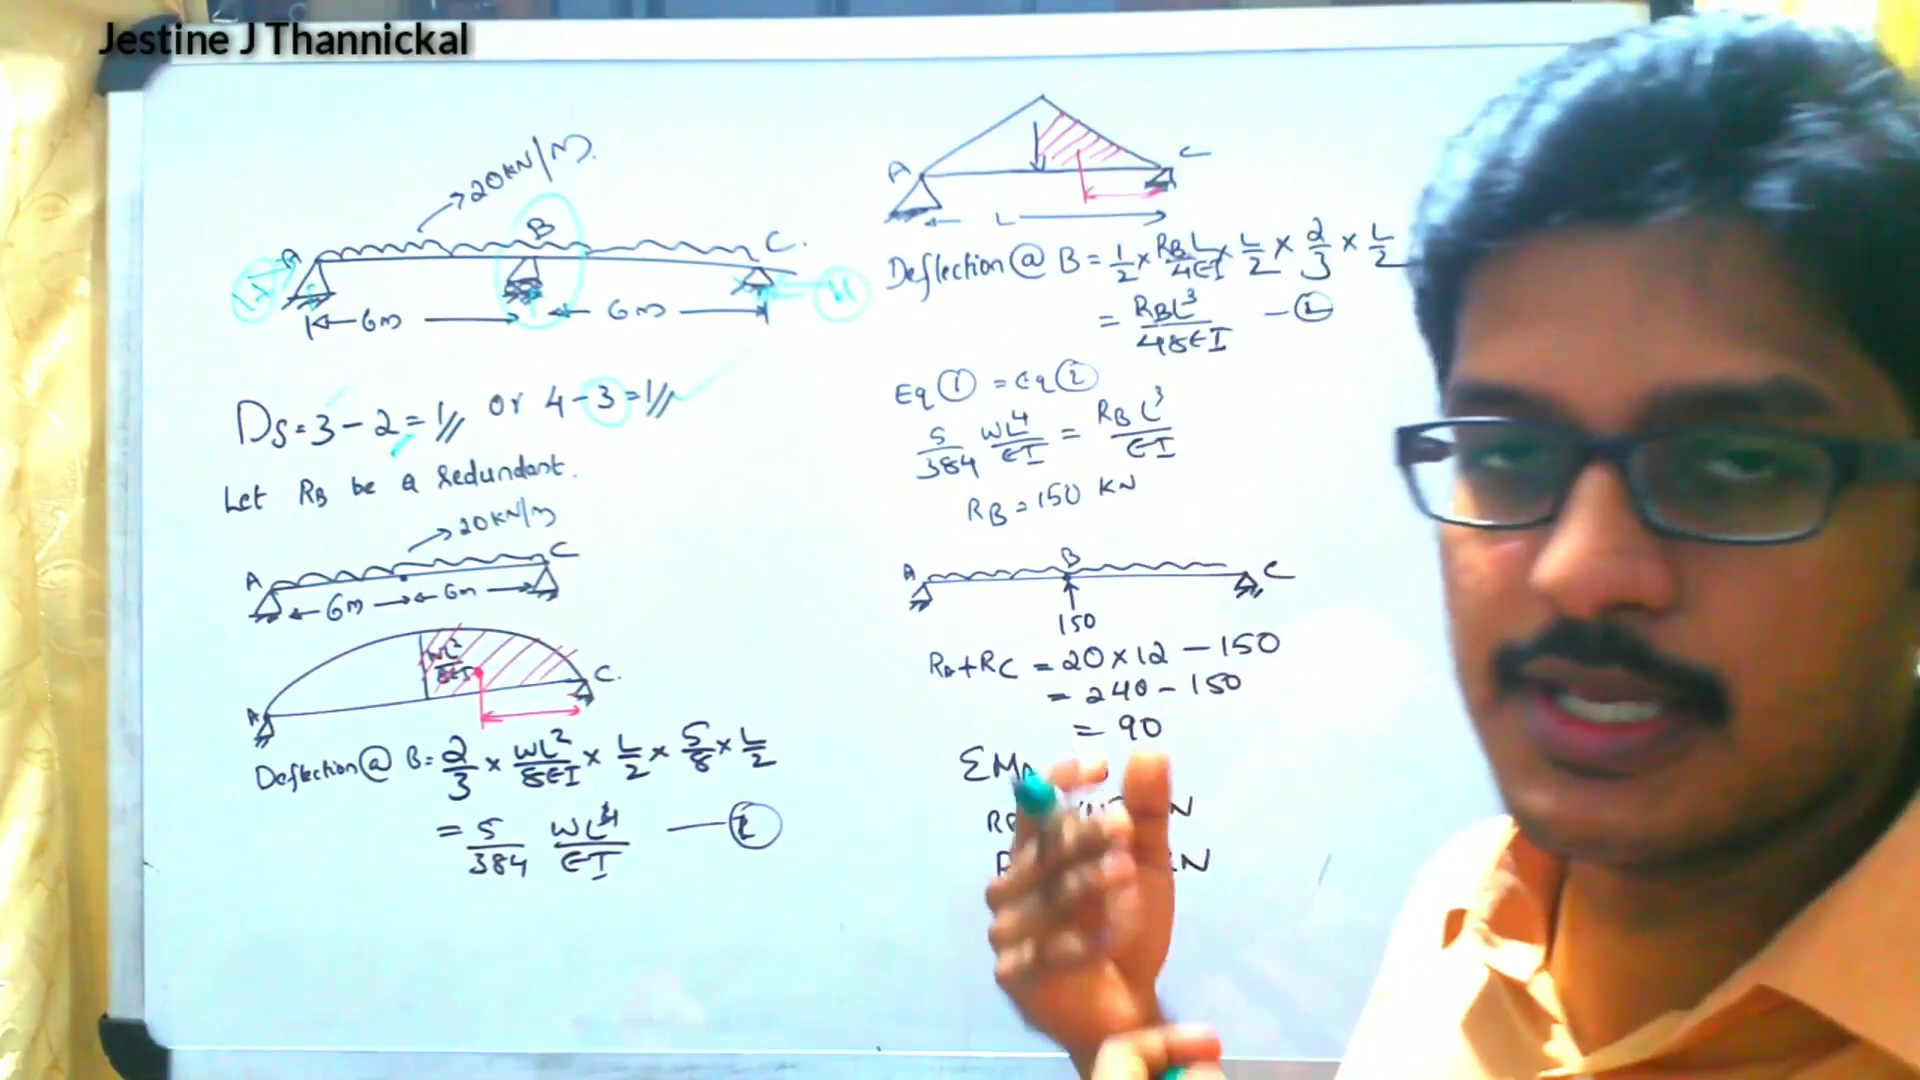 Jestine J Thannickal
20KN/M.
A B C.
6m 6m
Ds = 3 - 2 = 1// or 4 - 3 = 1//
Let RB be a redundant.
20KN/m
A C
6m 6m
WL²/8EI
A C.
Deflection @ B = 2/3 × WL²/8EI × L/2 × 5/8 × L/2
= 5/384 WL⁴/EI
A C
L
Deflection @ B = 1/2 × RBL/4EI × L/2 × 2/3 × L/2
= RBL³/48EI — 2
Eq 1 = eq 2
5/384 WL⁴/EI = RBL³/EI
RB = 150 KN
A B C
150
RA + RC = 20 × 12 - 150
= 240 - 150
= 90
ΣMA
N
KN